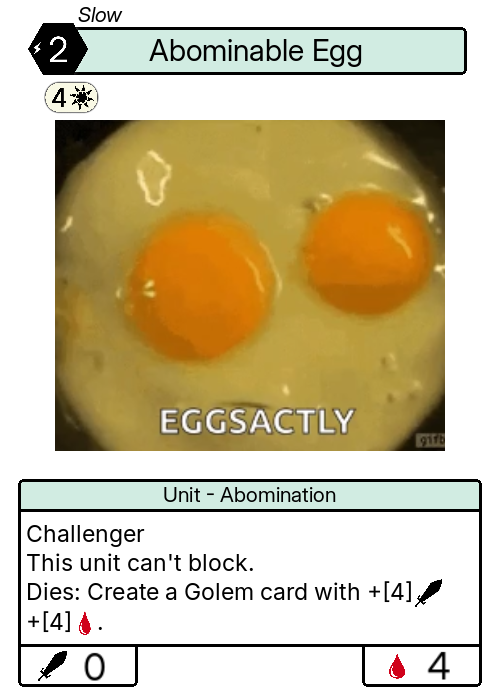 Slow
2
Abominable Egg
4
EGGSACTLY
gifb
Unit - Abomination
Challenger
This unit can't block.
Dies: Create a Golem card with +[4]
+[4] .
0
4